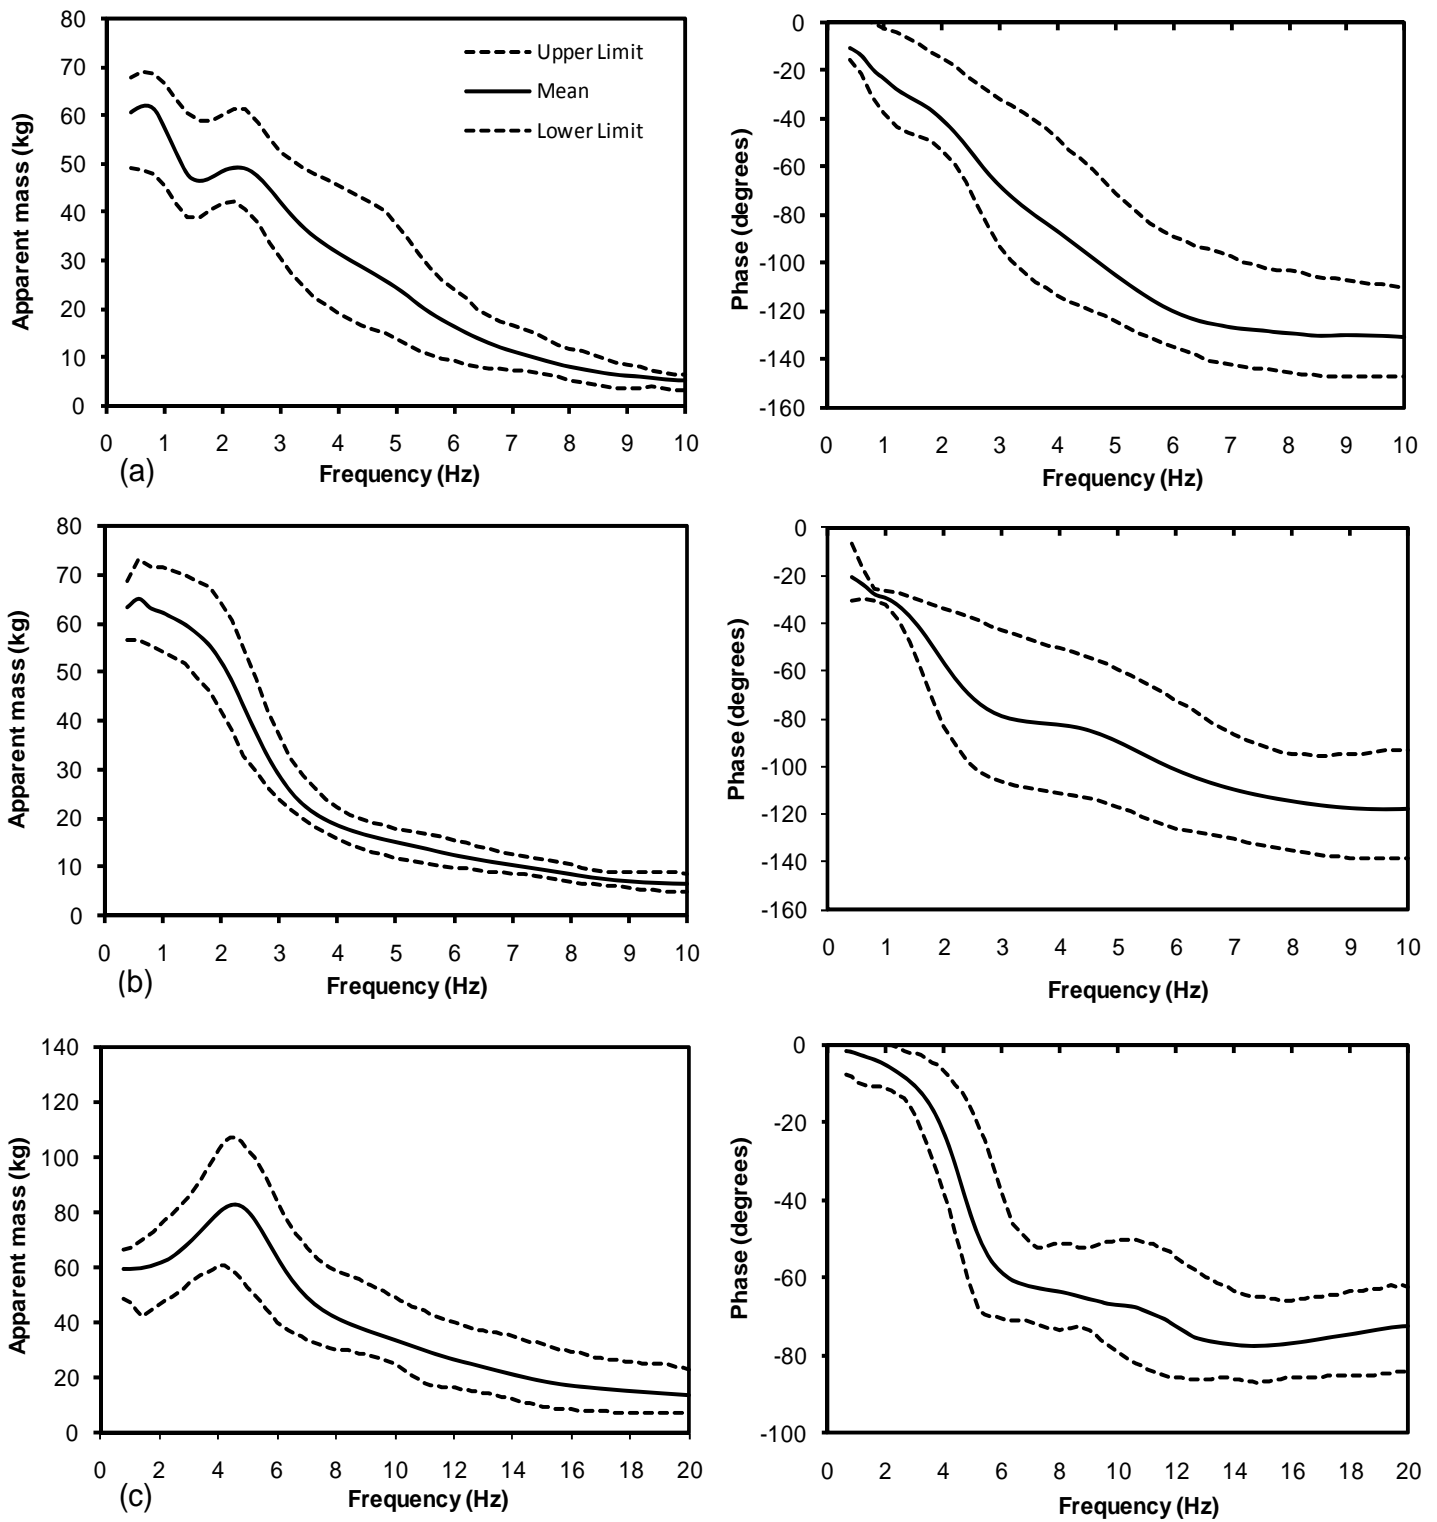 80
70
60
50
40
30
20
10
0
Apparent mass (kg)
Upper Limit
Mean
Lower Limit
0 1 2 3 4 5 6 7 8 9 10
Frequency (Hz)
(a)
0
-20
-40
-60
-80
-100
-120
-140
-160
Phase (degrees)
0 1 2 3 4 5 6 7 8 9 10
Frequency (Hz)
80
70
60
50
40
30
20
10
0
Apparent mass (kg)
0 1 2 3 4 5 6 7 8 9 10
Frequency (Hz)
(b)
0
-20
-40
-60
-80
-100
-120
-140
-160
Phase (degrees)
0 1 2 3 4 5 6 7 8 9 10
Frequency (Hz)
140
120
100
80
60
40
20
0
Apparent mass (kg)
0 2 4 6 8 10 12 14 16 18 20
Frequency (Hz)
(c)
0
-20
-40
-60
-80
-100
Phase (degrees)
0 2 4 6 8 10 12 14 16 18 20
Frequency (Hz)